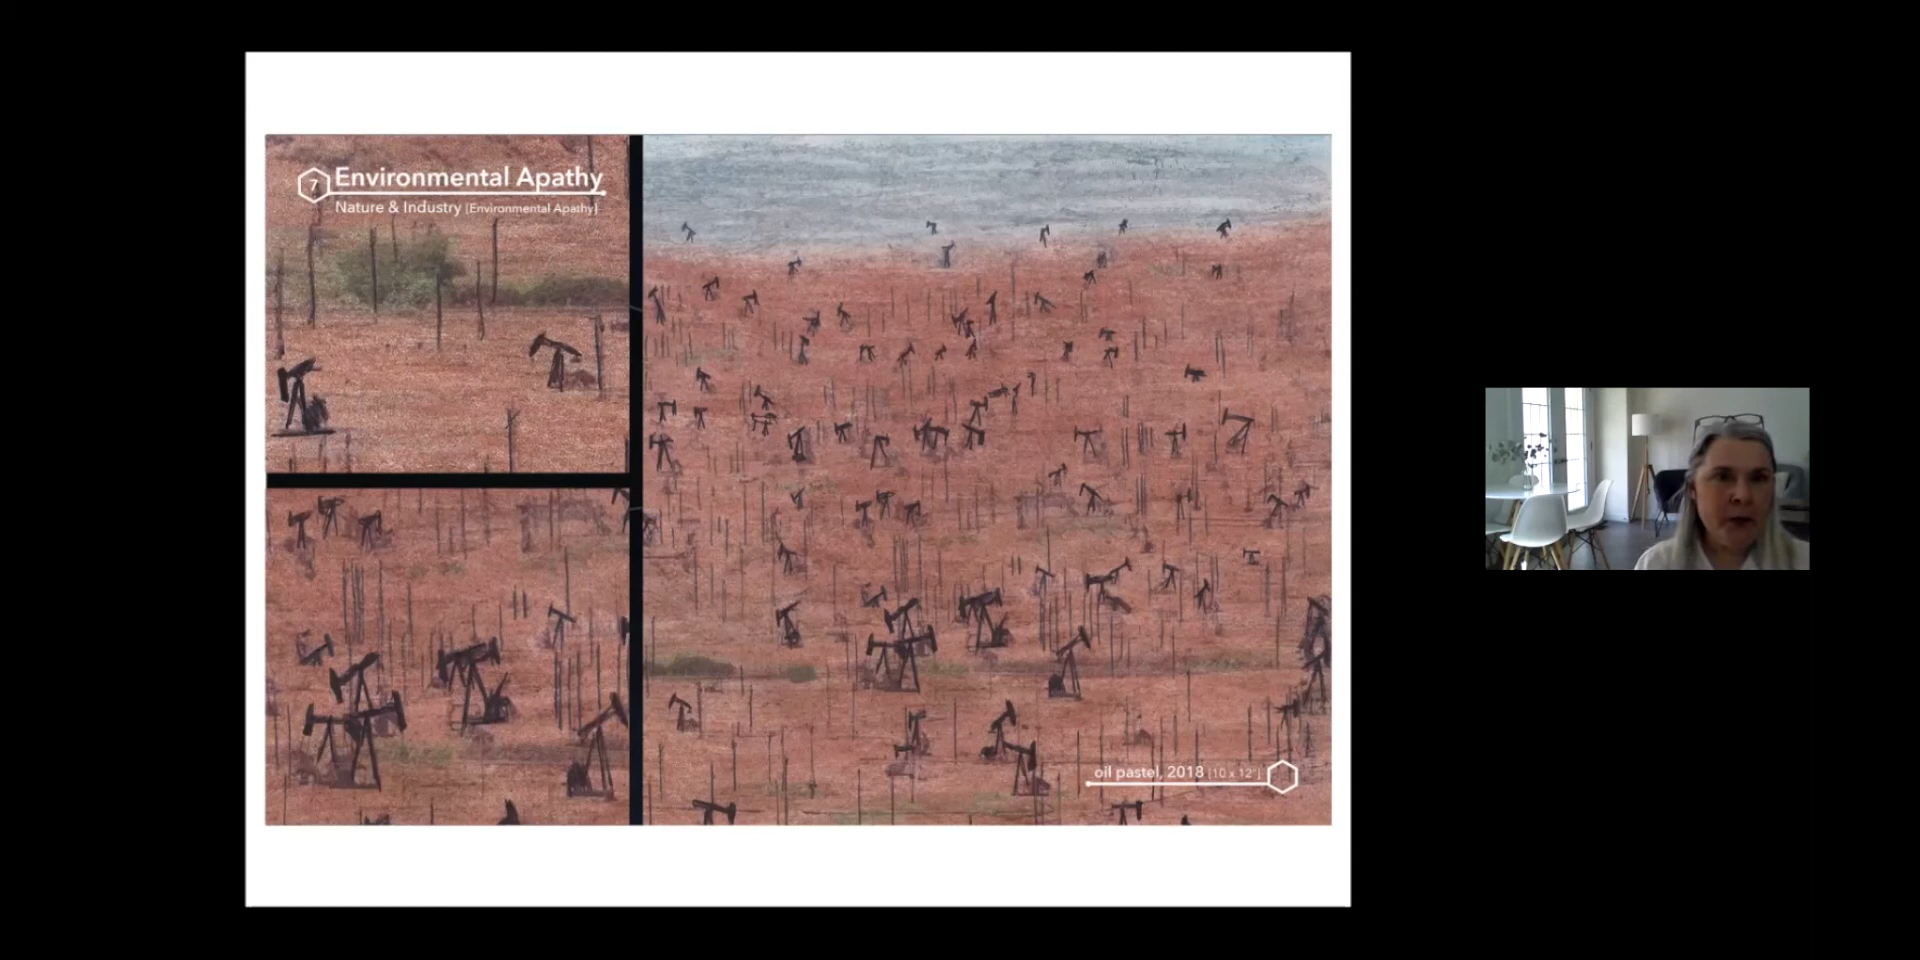 7
Environmental Apathy
Nature & Industry [Environmental Apathy]
oil pastel, 2018 [10 x 12"]